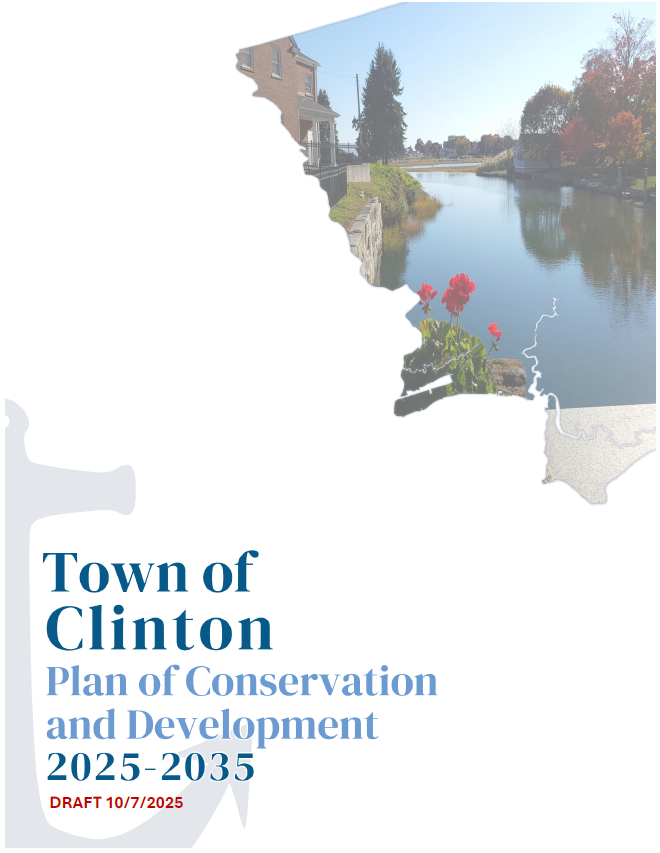 Town of
Clinton
Plan of Conservation
and Development
2025-2035
DRAFT 10/7/2025